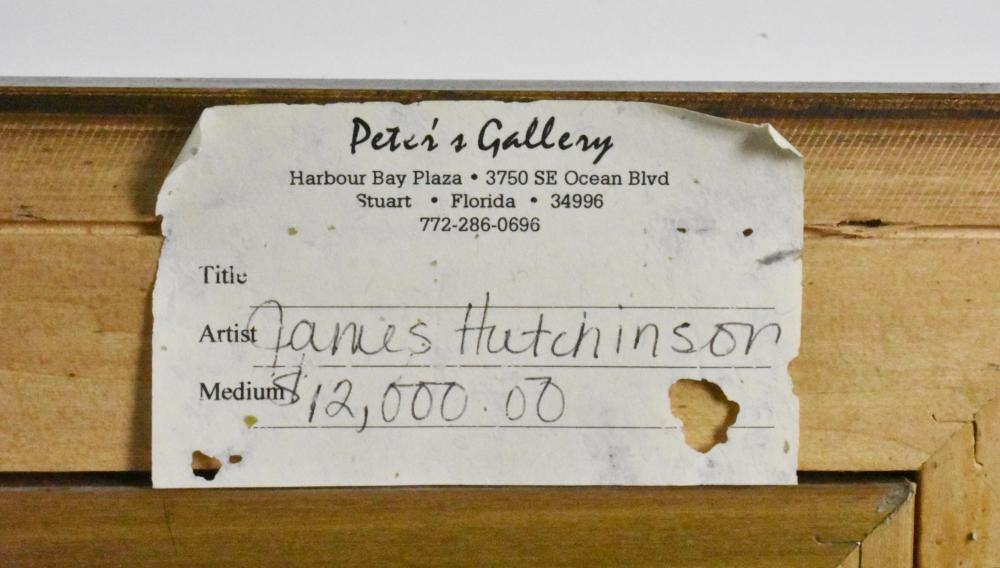 Peter's Gallery
Harbour Bay Plaza • 3750 SE Ocean Blvd
Stuart • Florida • 34996
772-286-0696
Title
Artist James Hutchinson
Medium $12,000.00